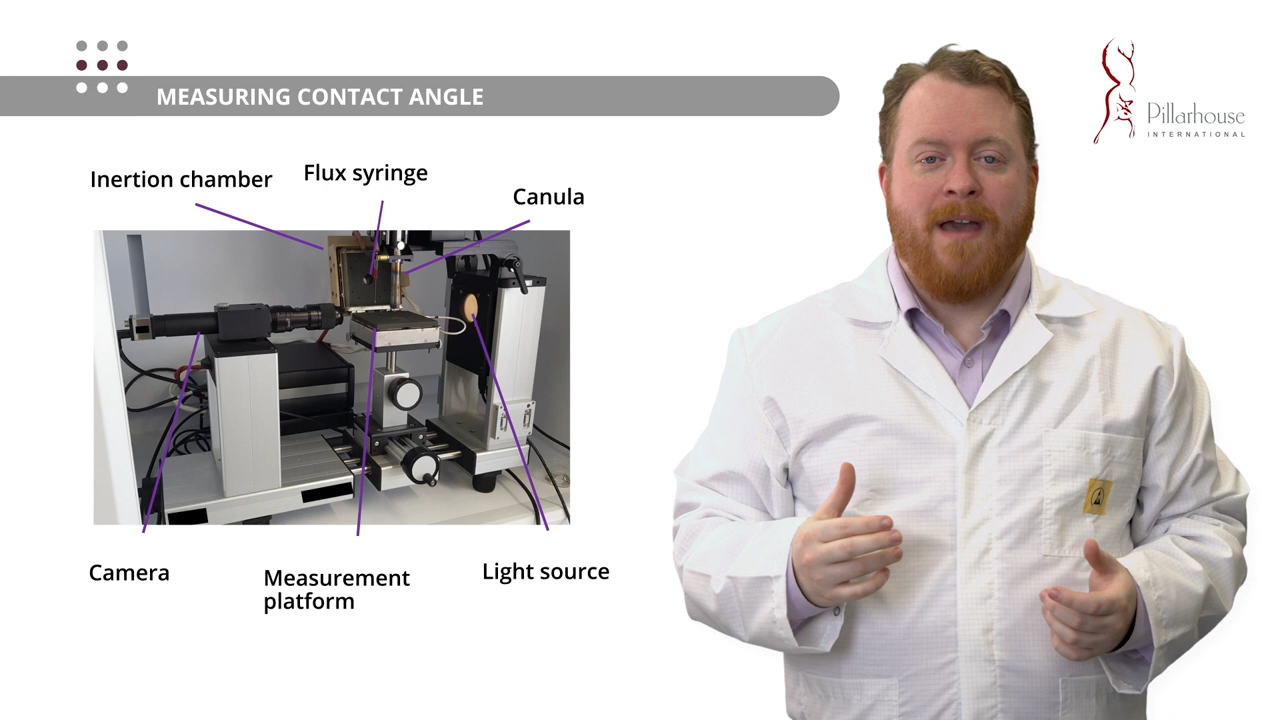 MEASURING CONTACT ANGLE
Pillarhouse
INTERNATIONAL
Inertion chamber
Flux syringe
Canula
Camera
Measurement
platform
Light source